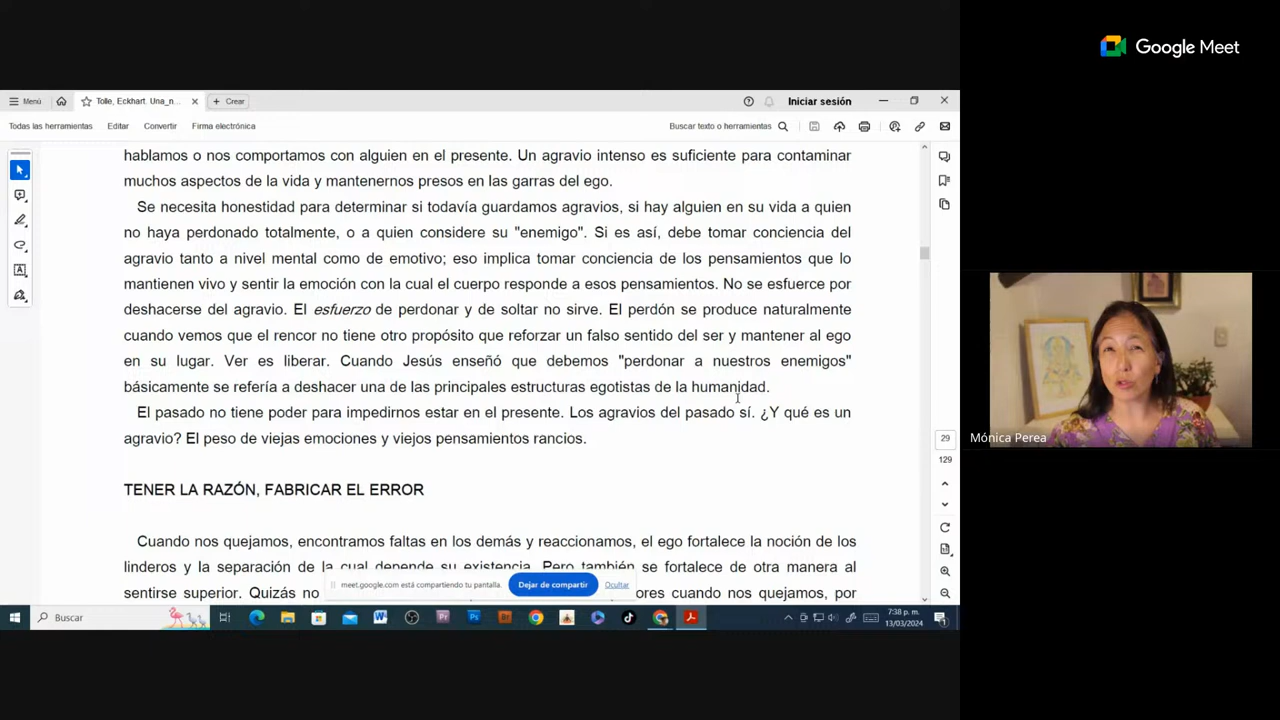 Google Meet
Menú
Tolle, Eckhart. Una_n...
Crear
Iniciar sesión
Todas las herramientas
Editar
Convertir
Firma electrónica
Buscar texto o herramientas
hablamos o nos comportamos con alguien en el presente. Un agravio intenso es suficiente para contaminar
muchos aspectos de la vida y mantenernos presos en las garras del ego.
Se necesita honestidad para determinar si todavía guardamos agravios, si hay alguien en su vida a quien
no haya perdonado totalmente, o a quien considere su "enemigo". Si es así, debe tomar conciencia del
agravio tanto a nivel mental como de emotivo; eso implica tomar conciencia de los pensamientos que lo
mantienen vivo y sentir la emoción con la cual el cuerpo responde a esos pensamientos. No se esfuerce por
deshacerse del agravio. El esfuerzo de perdonar y de soltar no sirve. El perdón se produce naturalmente
cuando vemos que el rencor no tiene otro propósito que reforzar un falso sentido del ser y mantener al ego
en su lugar. Ver es liberar. Cuando Jesús enseñó que debemos "perdonar a nuestros enemigos"
básicamente se refería a deshacer una de las principales estructuras egotistas de la humanidad.
El pasado no tiene poder para impedirnos estar en el presente. Los agravios del pasado sí. ¿Y qué es un
agravio? El peso de viejas emociones y viejos pensamientos rancios.
TENER LA RAZÓN, FABRICAR EL ERROR
Cuando nos quejamos, encontramos faltas en los demás y reaccionamos, el ego fortalece la noción de los
linderos y la separación de la cual depende su existencia. Pero también se fortalece de otra manera al
sentirse superior. Quizás no
ores cuando nos quejamos, por
meet.google.com está compartiendo tu pantalla.
Dejar de compartir
Ocultar
29
129
Mónica Perea
Buscar
7:38 p. m.
13/03/2024